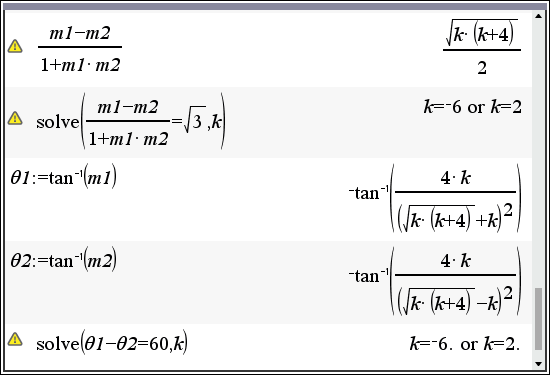 (m1−m2)/(1+m1·m2)    √(k·(k+4))/2
solve((m1−m2)/(1+m1·m2)=√3,k)    k=⁻6 or k=2
θ1:=tan⁻¹(m1)    ⁻tan⁻¹(4·k/(√(k·(k+4))+k)²)
θ2:=tan⁻¹(m2)    ⁻tan⁻¹(4·k/(√(k·(k+4))−k)²)
solve(θ1−θ2=60,k)    k=⁻6. or k=2.